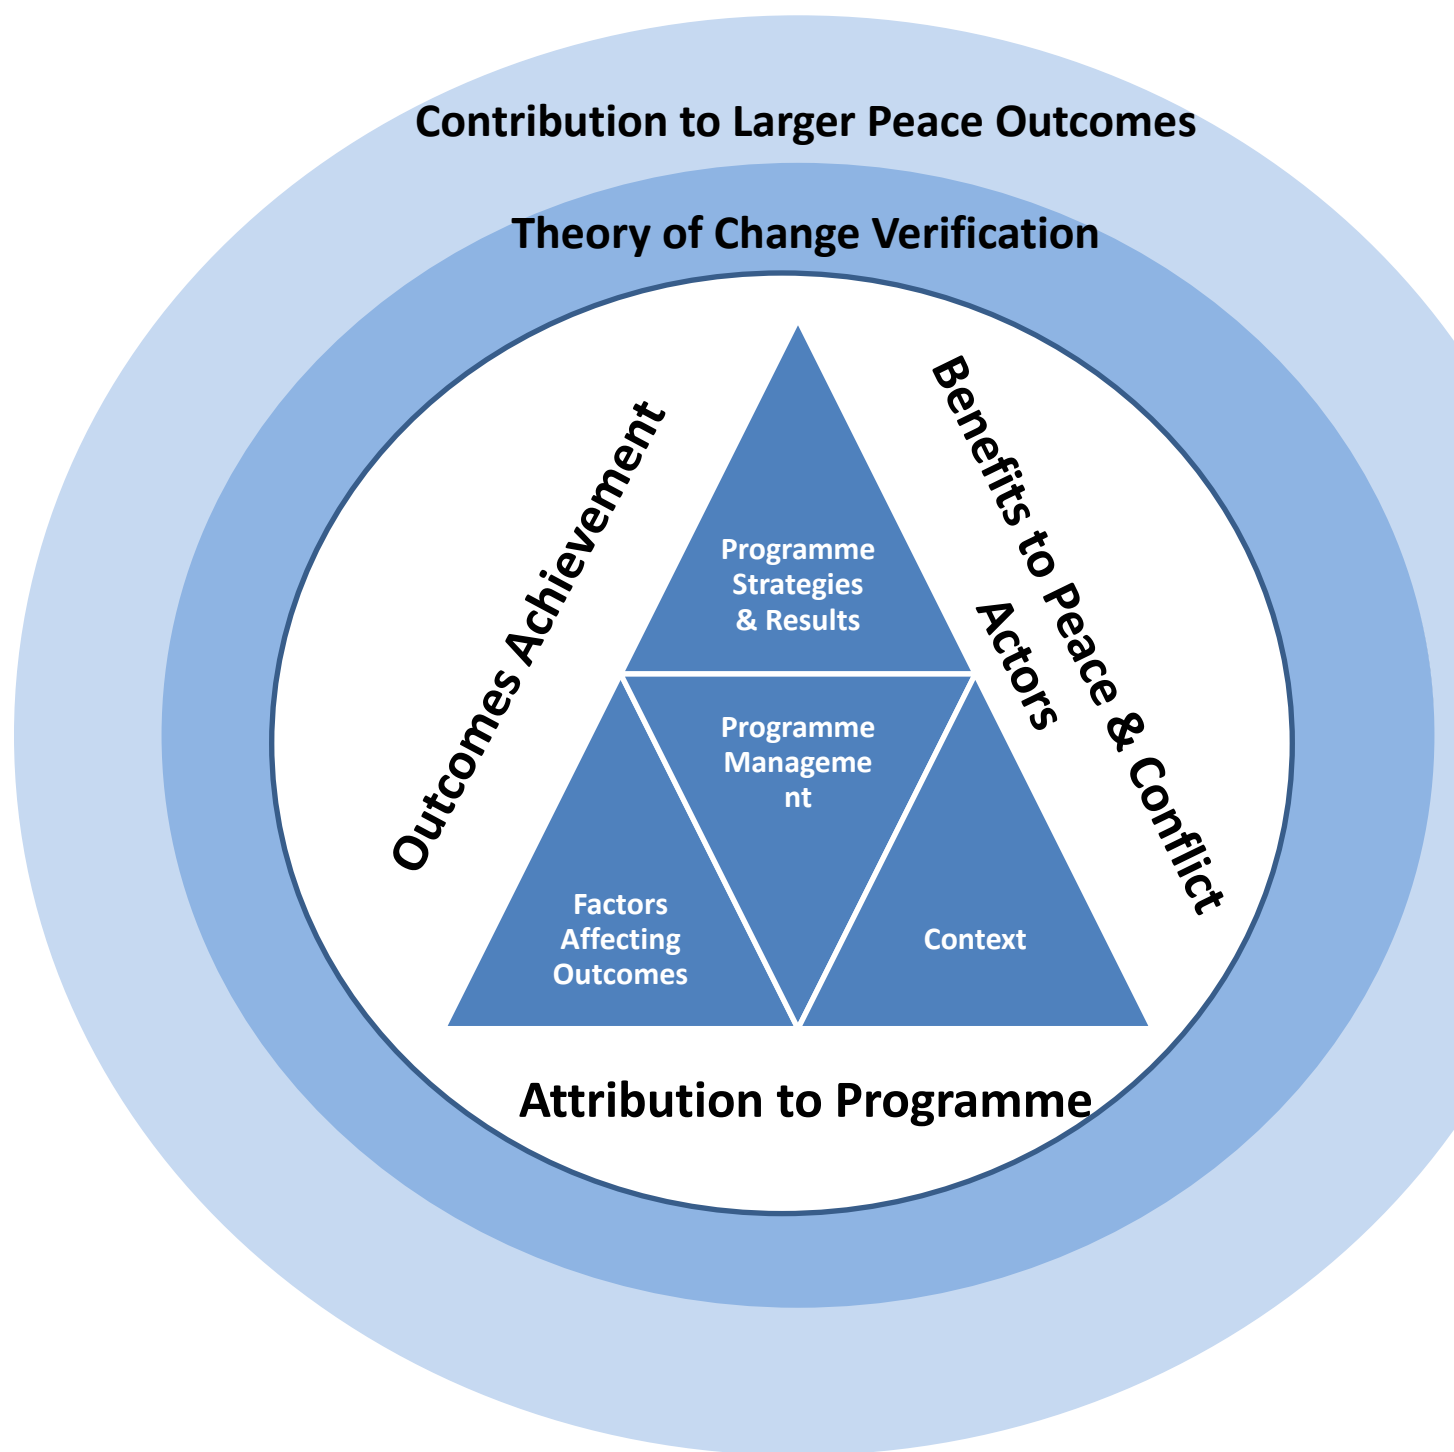 Contribution to Larger Peace Outcomes
Theory of Change Verification
Outcomes Achievement
Benefits to Peace & Conflict
Actors
Programme
Strategies
& Results
Programme
Manageme
nt
Factors
Affecting
Outcomes
Context
Attribution to Programme